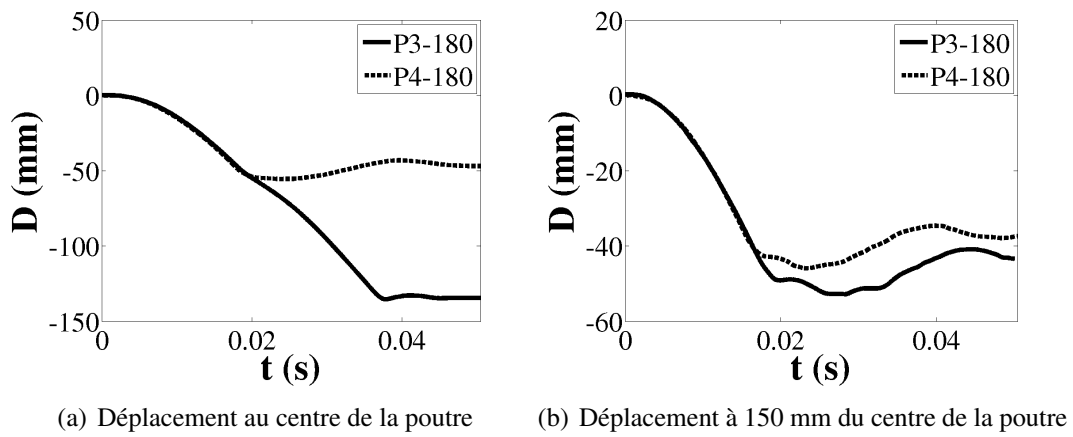 50
0
-50
-100
-150
0
0.02
0.04
D (mm)
t (s)
P3-180
P4-180
(a) Déplacement au centre de la poutre
20
0
-20
-40
-60
0
0.02
0.04
D (mm)
t (s)
P3-180
P4-180
(b) Déplacement à 150 mm du centre de la poutre